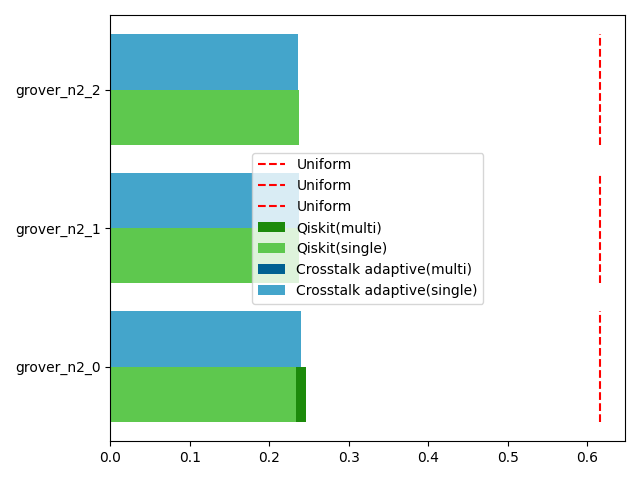 grover_n2_2
grover_n2_1
grover_n2_0
Uniform
Uniform
Uniform
Qiskit(multi)
Qiskit(single)
Crosstalk adaptive(multi)
Crosstalk adaptive(single)
0.0 0.1 0.2 0.3 0.4 0.5 0.6